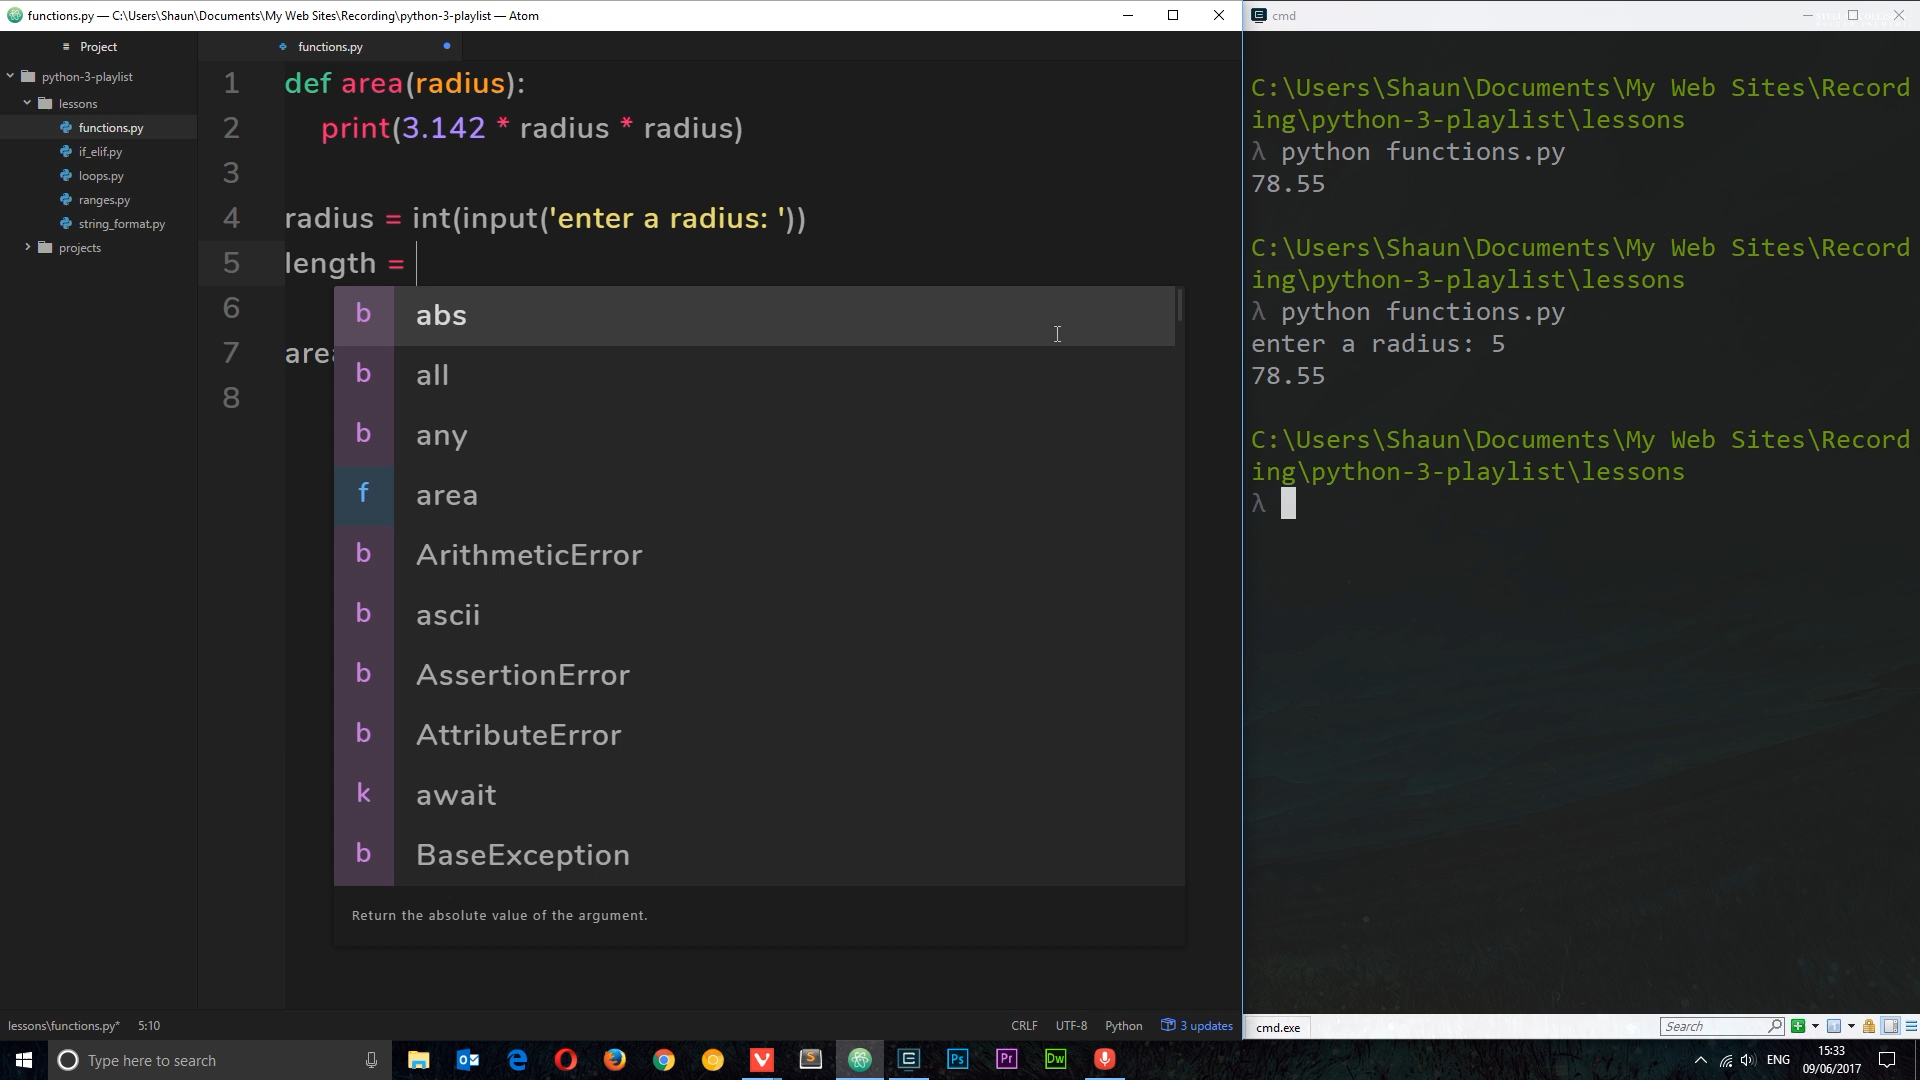 functions.py — C:\Users\Shaun\Documents\My Web Sites\Recording\python-3-playlist — Atom
Project
python-3-playlist
lessons
functions.py
if_elif.py
loops.py
ranges.py
string_format.py
projects
functions.py
1 def area(radius):
2 print(3.142 * radius * radius)
3
4 radius = int(input('enter a radius: '))
5 length =
6
7 area
8
b abs
b all
b any
f area
b ArithmeticError
b ascii
b AssertionError
b AttributeError
k await
b BaseException
Return the absolute value of the argument.
lessons\functions.py* 5:10
CRLF UTF-8 Python 3 updates
cmd
C:\Users\Shaun\Documents\My Web Sites\Record
ing\python-3-playlist\lessons
λ python functions.py
78.55
C:\Users\Shaun\Documents\My Web Sites\Record
ing\python-3-playlist\lessons
λ python functions.py
enter a radius: 5
78.55
C:\Users\Shaun\Documents\My Web Sites\Record
ing\python-3-playlist\lessons
λ
cmd.exe
Search
Type here to search
Ps Pr Dw
ENG
15:33
09/06/2017